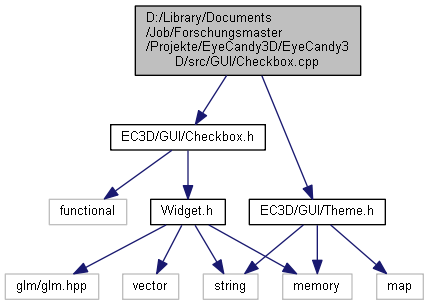 D:/Library/Documents
/Job/Forschungsmaster
/Projekte/EyeCandy3D/EyeCandy3
D/src/GUI/Checkbox.cpp
EC3D/GUI/Checkbox.h
functional
Widget.h
EC3D/GUI/Theme.h
glm/glm.hpp
vector
string
memory
map